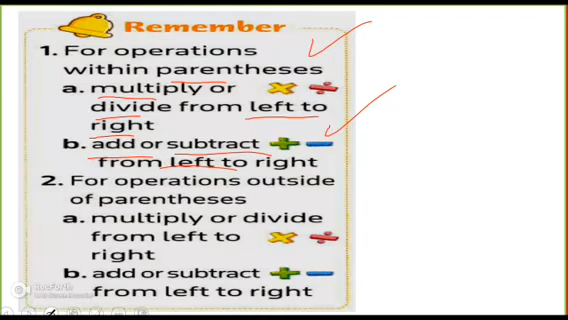 Remember
1. For operations
within parentheses
a. multiply or
divide from left to
right
b. add or subtract
from left to right
2. For operations outside
of parentheses
a. multiply or divide
from left to
right
b. add or subtract
from left to right
RecForth